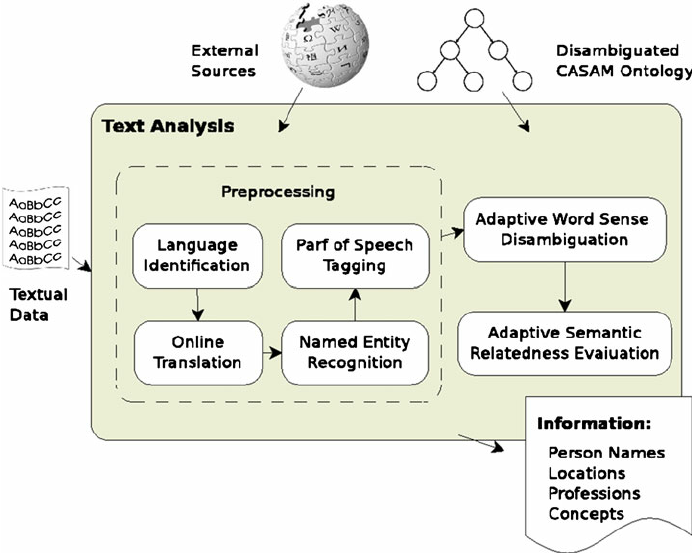 External
Sources
Disambiguated
CASAM Ontology
Text Analysis
AaBbCc
AaBbCc
AaBbCc
AaBbCc
AaBbCc
Textual
Data
Preprocessing
Language
Identification
Parf of Speech
Tagging
Online
Translation
Named Entity
Recognition
Adaptive Word Sense
Disambiguation
Adaptive Semantic
Relatedness Evaiuation
Information:
Person Names
Locations
Professions
Concepts